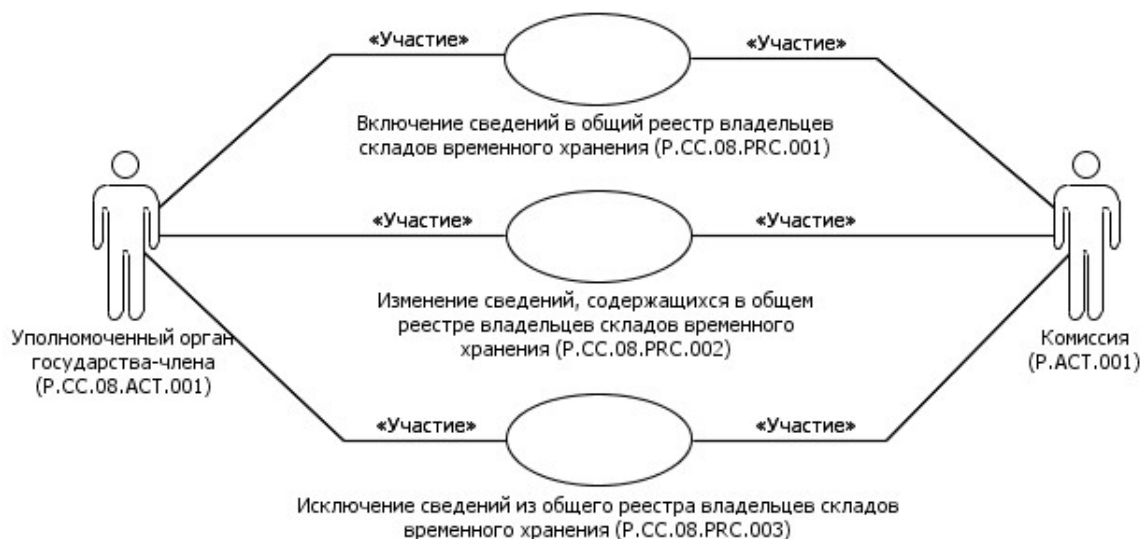 «Участие» «Участие»
Включение сведений в общий реестр владельцев
складов временного хранения (P.CC.08.PRC.001)
«Участие» «Участие»
Изменение сведений, содержащихся в общем
реестре владельцев складов временного
хранения (P.CC.08.PRC.002)
Уполномоченный орган
государства-члена
(P.CC.08.ACT.001)
Комиссия
(P.ACT.001)
«Участие» «Участие»
Исключение сведений из общего реестра владельцев складов
временного хранения (P.CC.08.PRC.003)